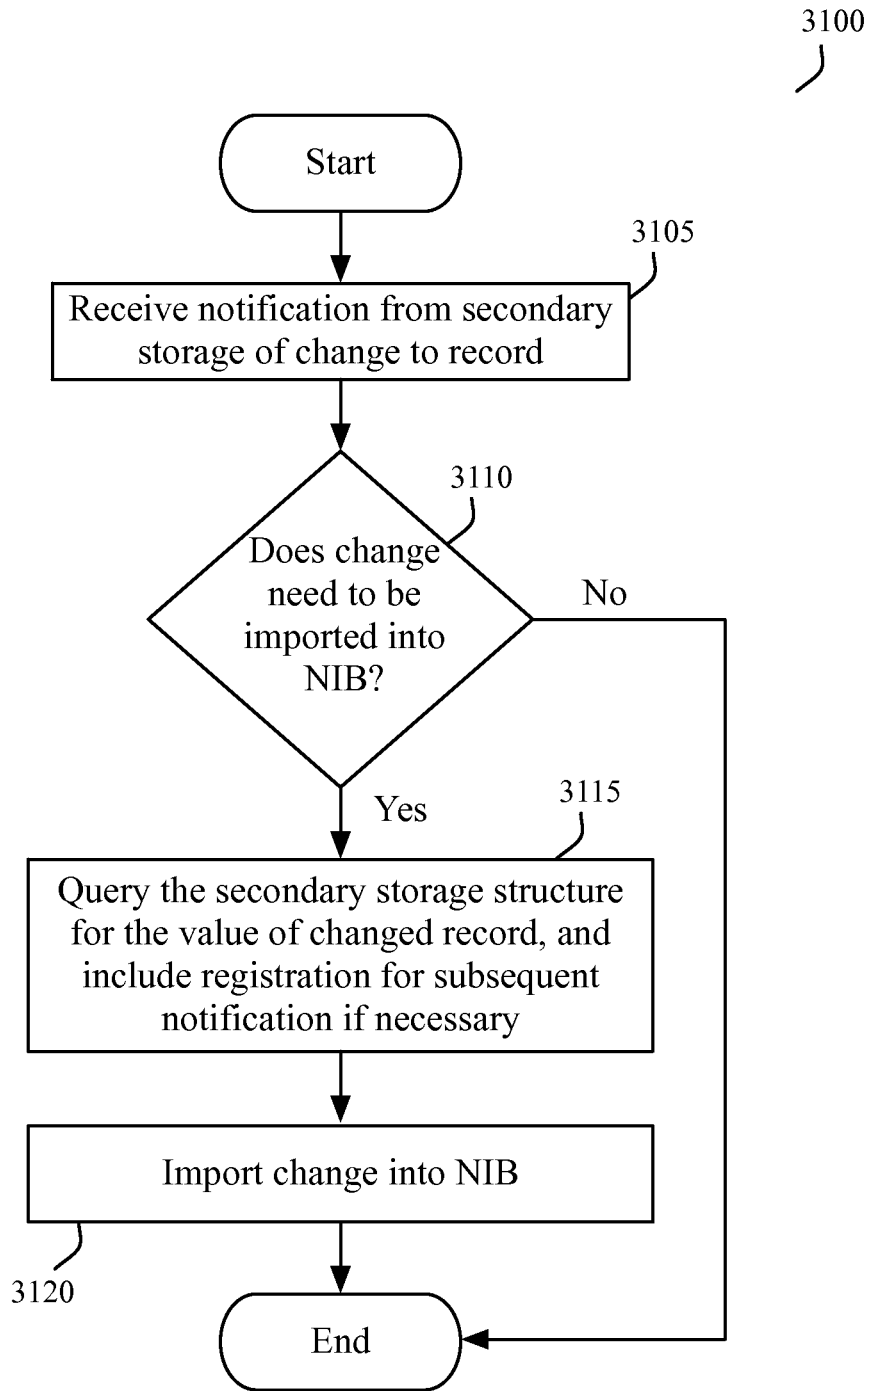 3100
Start
3105
Receive notification from secondary
storage of change to record
3110
Does change
need to be
imported into
NIB?
No
Yes
3115
Query the secondary storage structure
for the value of changed record, and
include registration for subsequent
notification if necessary
Import change into NIB
3120
End